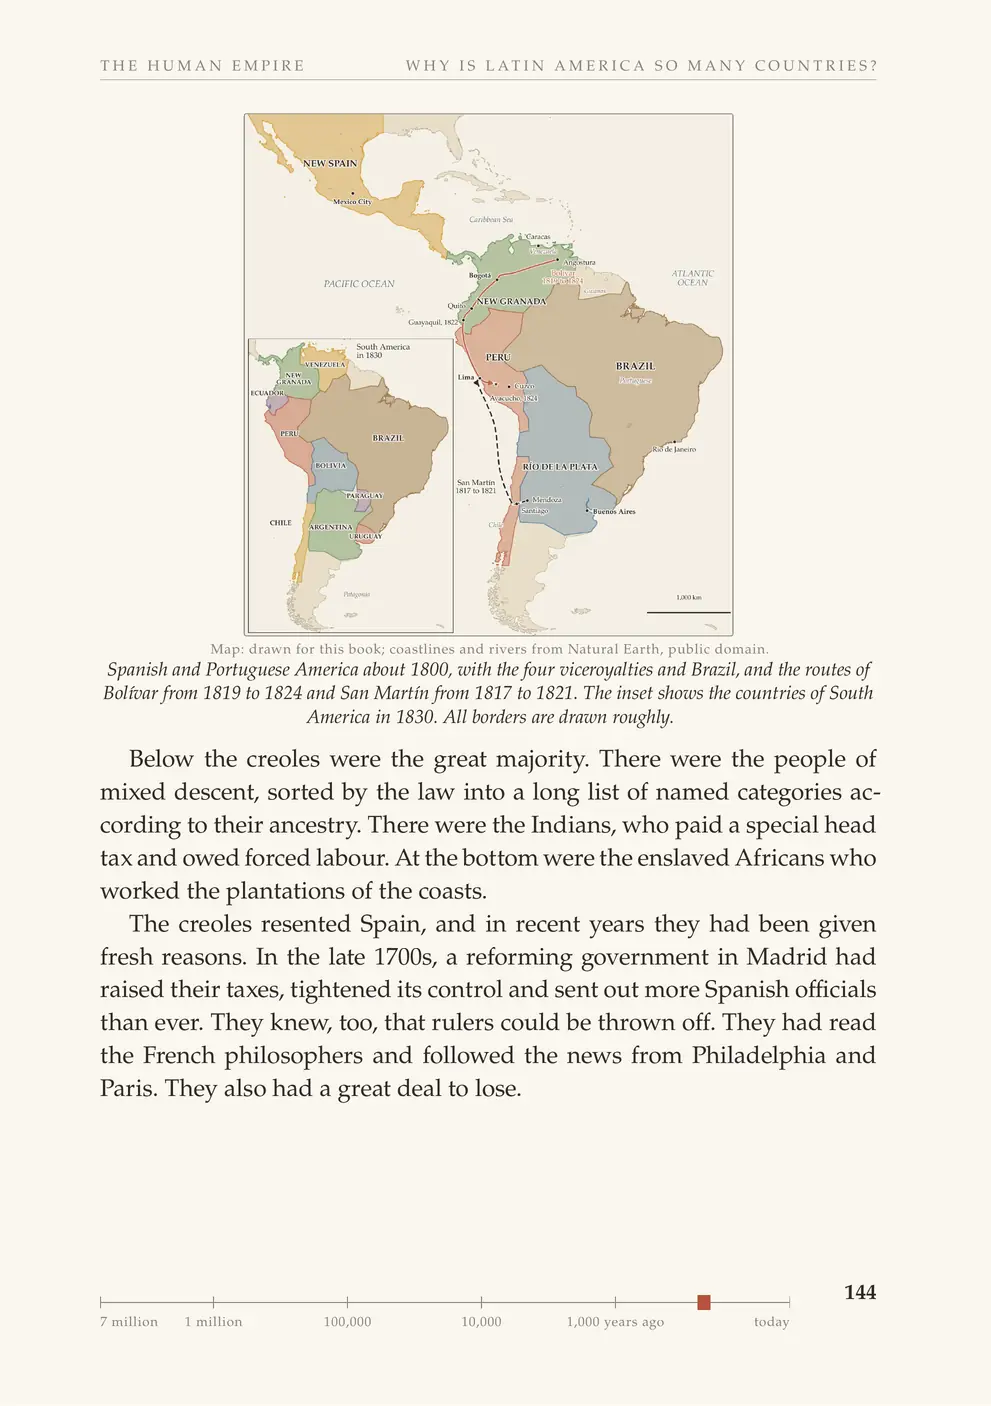 THE HUMAN EMPIRE
WHY IS LATIN AMERICA SO MANY COUNTRIES?
NEW SPAIN
Mexico City
Caribbean Sea
Caracas
Angostura
Bogotá
Bolívar
1819 to 1824
PACIFIC OCEAN
ATLANTIC
OCEAN
Quito
NEW GRANADA
Guayaquil, 1822
PERU
BRAZIL
Portuguese
Lima
Cuzco
Ayacucho, 1824
Rio de Janeiro
RÍO DE LA PLATA
San Martín
1817 to 1821
Mendoza
Santiago
Buenos Aires
Chile
1,000 km
South America
in 1830
VENEZUELA
NEW
GRANADA
ECUADOR
PERU
BRAZIL
BOLIVIA
PARAGUAY
CHILE
ARGENTINA
URUGUAY
Patagonia
Map: drawn for this book; coastlines and rivers from Natural Earth, public domain.
Spanish and Portuguese America about 1800, with the four viceroyalties and Brazil, and the routes of
Bolívar from 1819 to 1824 and San Martín from 1817 to 1821. The inset shows the countries of South
America in 1830. All borders are drawn roughly.
Below the creoles were the great majority. There were the people of
mixed descent, sorted by the law into a long list of named categories ac-
cording to their ancestry. There were the Indians, who paid a special head
tax and owed forced labour. At the bottom were the enslaved Africans who
worked the plantations of the coasts.
The creoles resented Spain, and in recent years they had been given
fresh reasons. In the late 1700s, a reforming government in Madrid had
raised their taxes, tightened its control and sent out more Spanish officials
than ever. They knew, too, that rulers could be thrown off. They had read
the French philosophers and followed the news from Philadelphia and
Paris. They also had a great deal to lose.
144
7 million
1 million
100,000
10,000
1,000 years ago
today